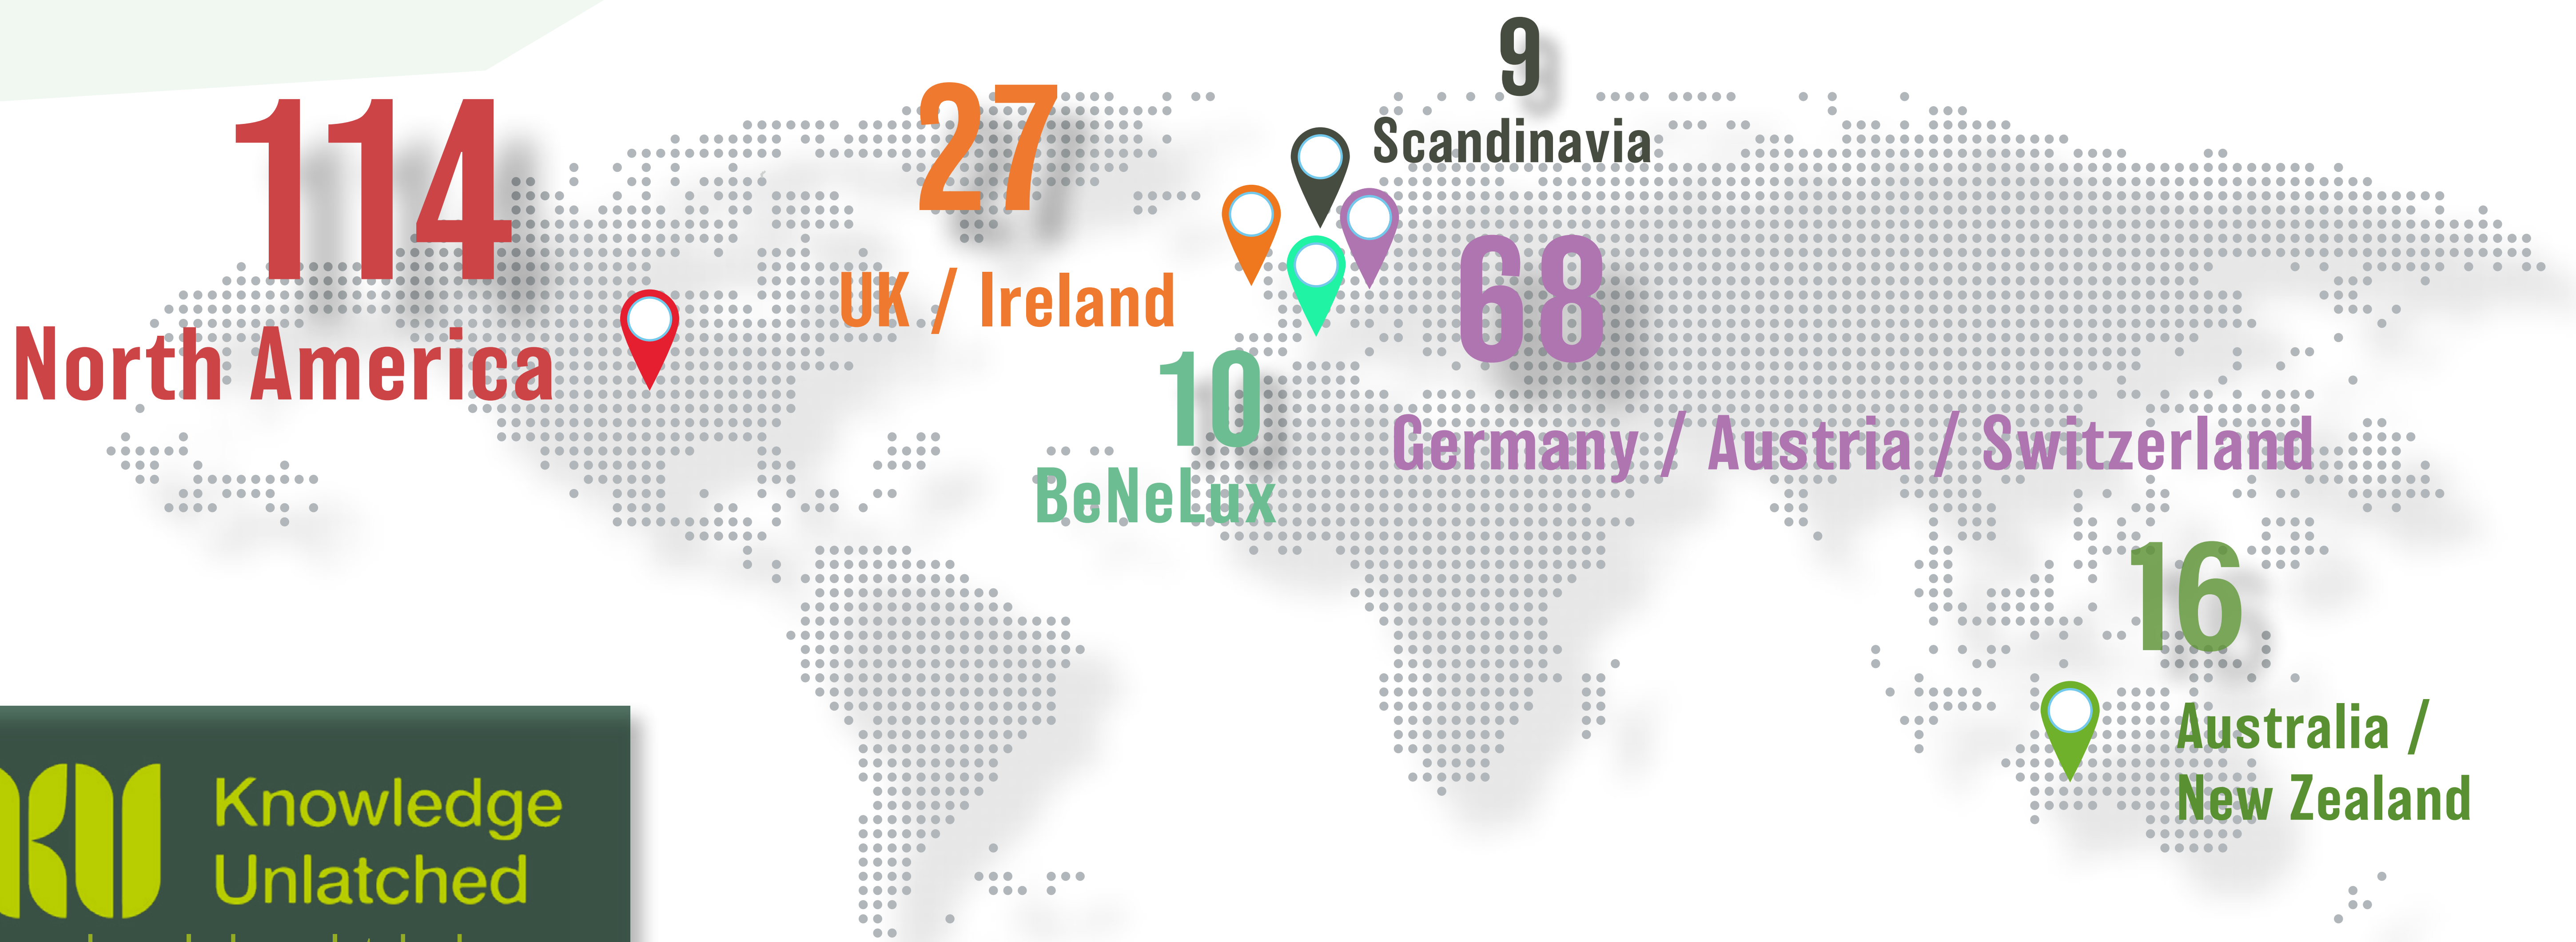 9
Scandinavia
114
North America
27
UK / Ireland
68
Germany / Austria / Switzerland
10
BeNeLux
16
Australia /
New Zealand
Knowledge
Unlatched